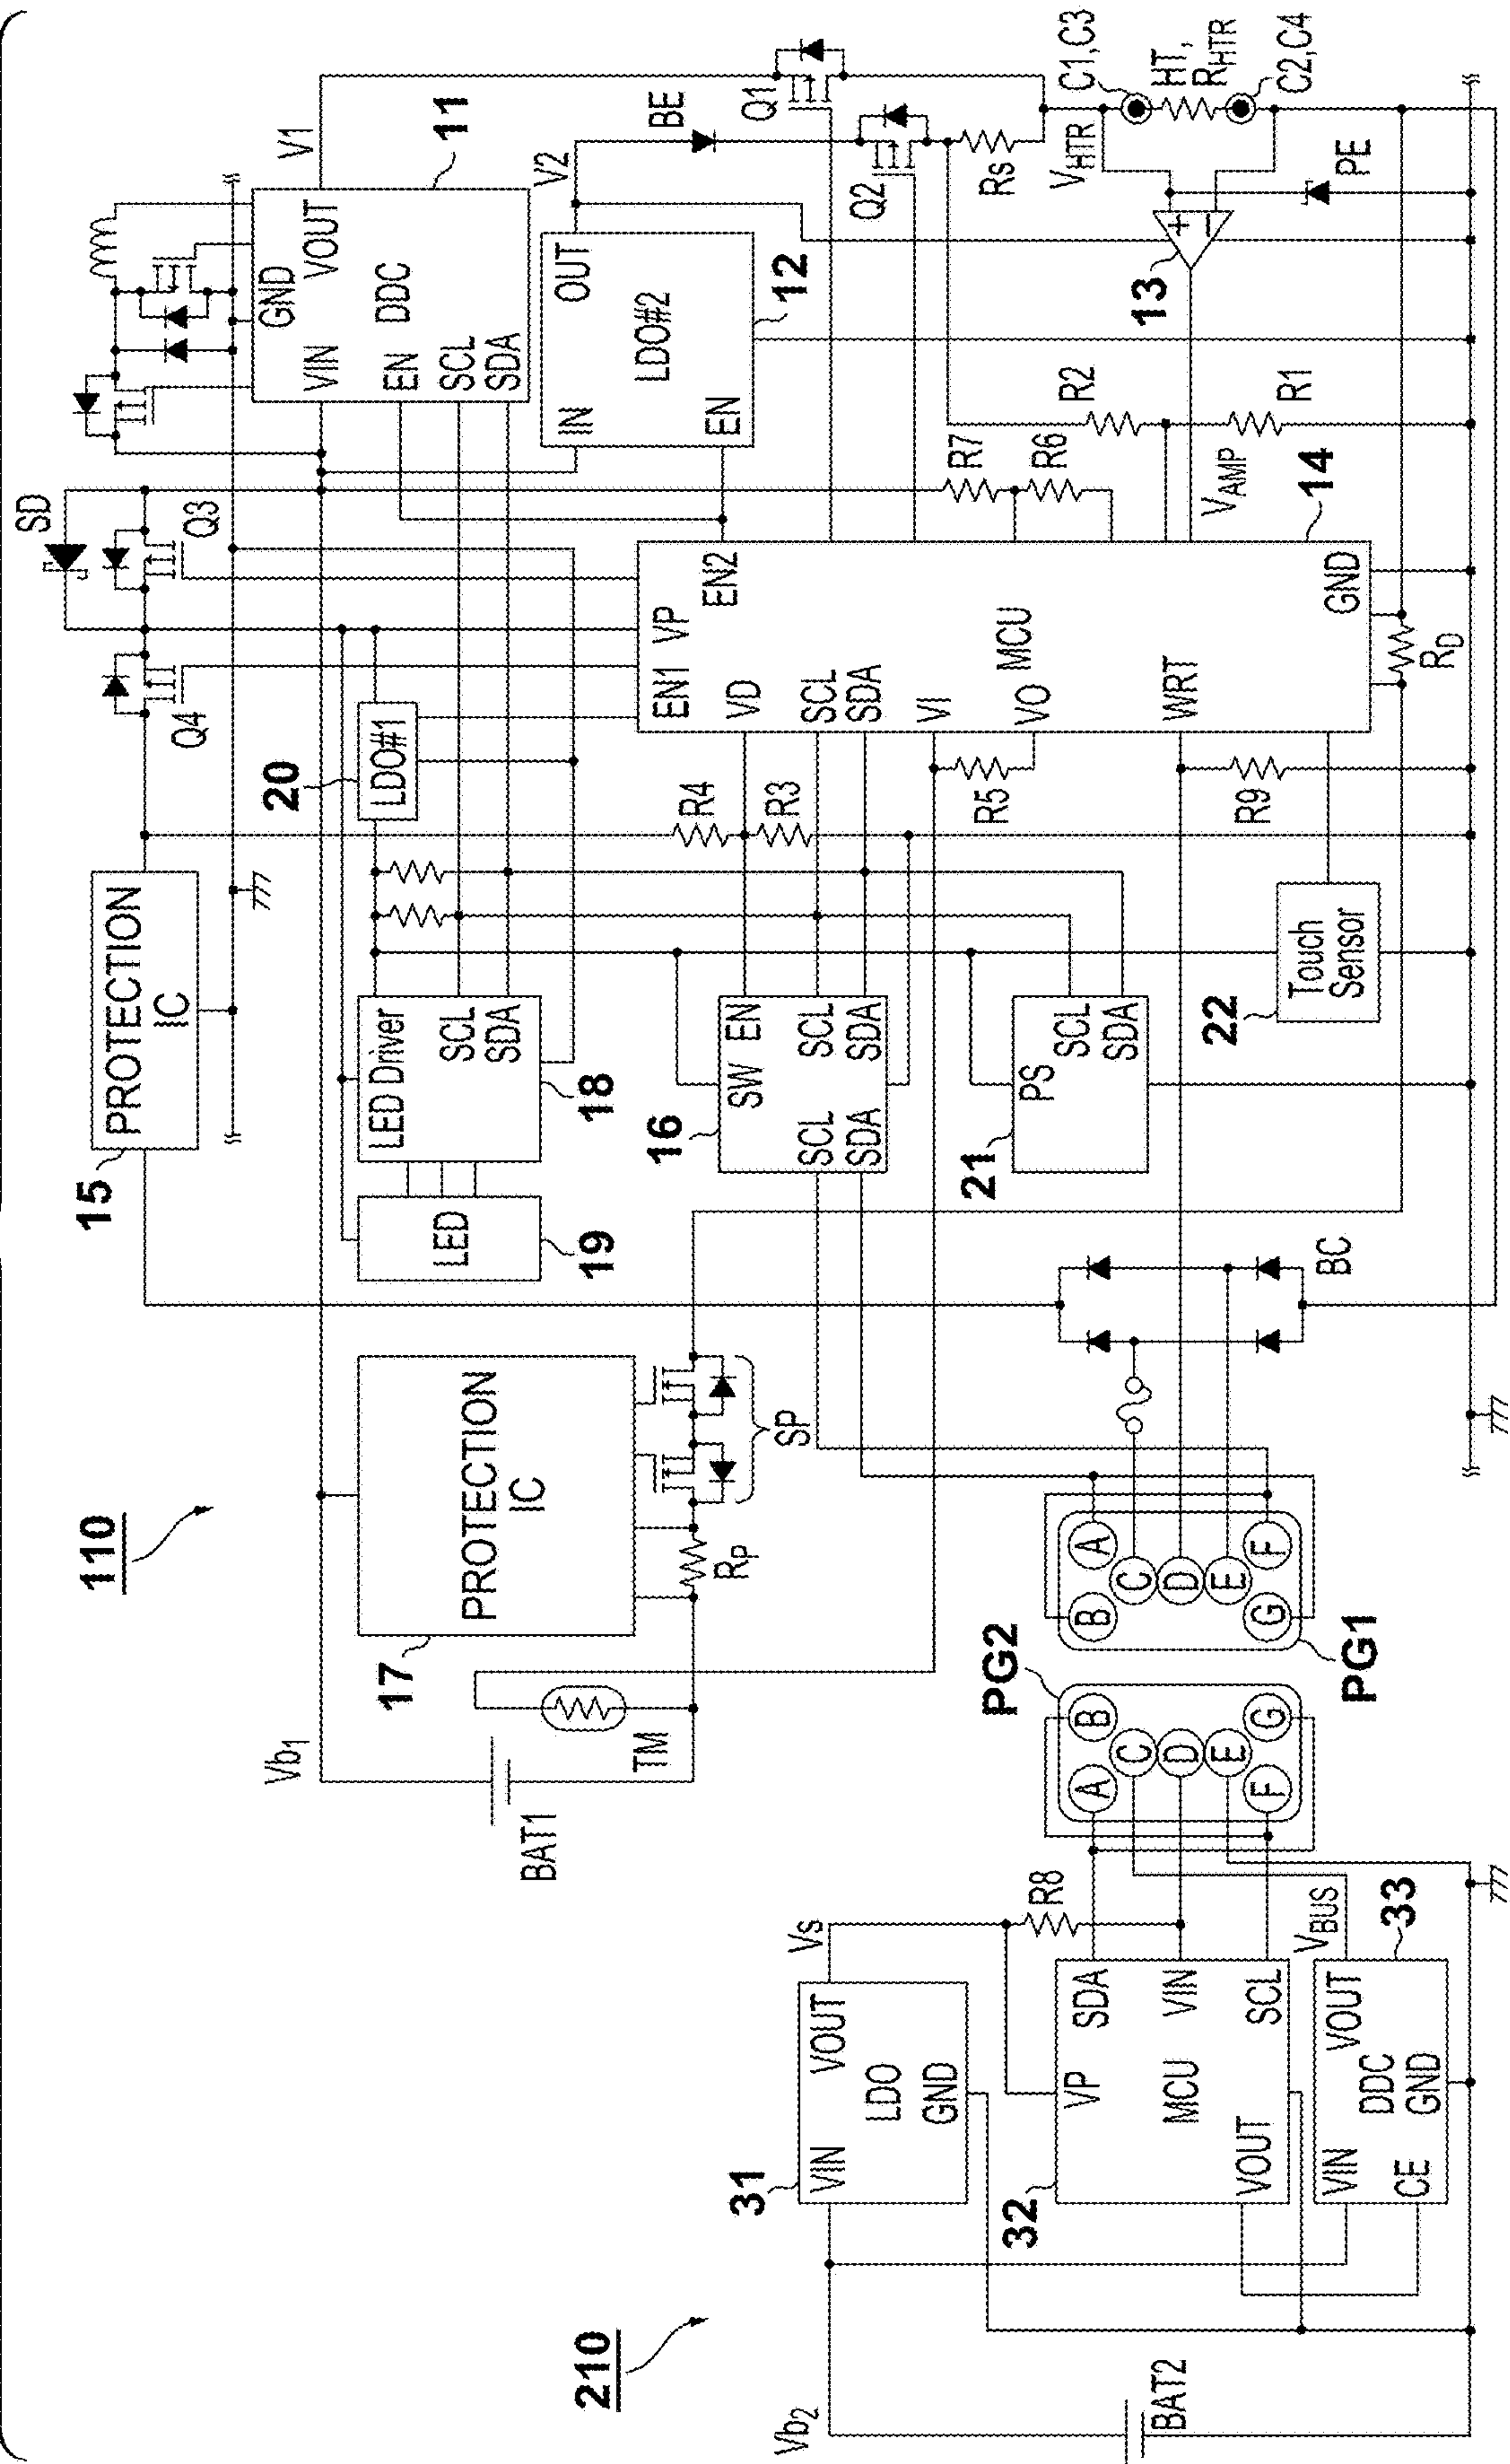 110
15
PROTECTION
IC
SD
Q4
Q3
GND
VOUT
VIN
DDC
EN
SCL
SDA
11
V1
Vb1
BAT1
TM
17
PROTECTION
IC
RP
SP
LED
19
LED Driver
SCL
SDA
18
20
LDO#1
IN
OUT
LDO#2
EN
12
V2
BE
Q1
Q2
Rs
VHTR
C1,C3
HT,
RHTR
C2,C4
PE
13
R7
R6
R2
R1
VAMP
14
EN1
VP
EN2
VD
SCL
SDA
VI
VO
MCU
WRT
GND
RD
R4
R3
R5
R9
16
SW
EN
SCL
SDA
SCL
SDA
21
PS
SCL
SDA
22
Touch
Sensor
BC
PG1
A
B
C
D
E
F
G
PG2
A
B
C
D
E
F
G
210
Vb2
BAT2
31
VIN
VOUT
LDO
GND
Vs
R8
32
VP
SDA
MCU
VIN
VOUT
SCL
VBUS
33
VIN
VOUT
DDC
CE
GND